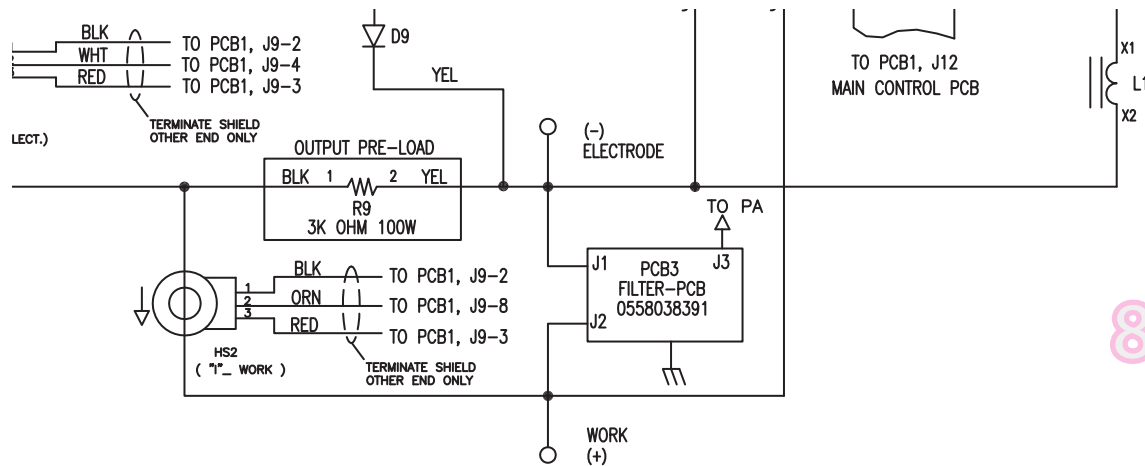 BLK
WHT
RED
TO PCB1, J9-2
TO PCB1, J9-4
TO PCB1, J9-3
TERMINATE SHIELD
OTHER END ONLY
LECT.)
D9
YEL
(-)
ELECTRODE
TO PCB1, J12
MAIN CONTROL PCB
X1
L1
X2
OUTPUT PRE-LOAD
BLK 1 2 YEL
R9
3K OHM 100W
TO PA
J1 J3
PCB3
FILTER-PCB
0558038391
J2
BLK
ORN
RED
1
2
3
TO PCB1, J9-2
TO PCB1, J9-8
TO PCB1, J9-3
HS2
( "I"_ WORK )
TERMINATE SHIELD
OTHER END ONLY
WORK
(+)
8